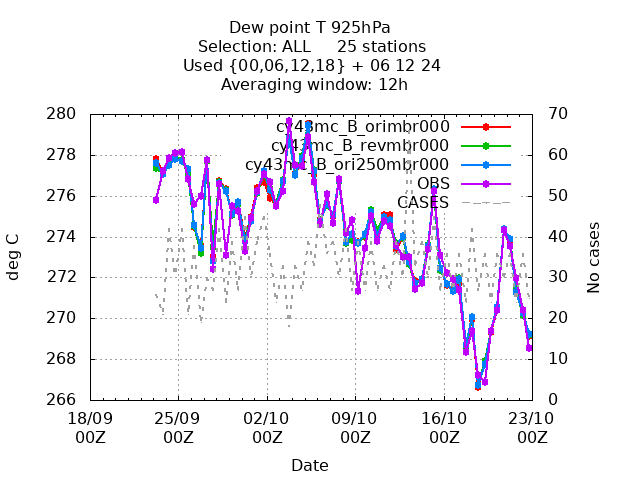 Dew point T 925hPa
Selection: ALL 25 stations
Used {00,06,12,18} + 06 12 24
Averaging window: 12h
280 70
cy43mc_B_orimbr000
cy43mc_B_revmbr000
cy43mc_B_ori250mbr000
OBS
CASES
278 60
276 50
274 40
272 30
270 20
268 10
266 0
deg C
No cases
18/09 25/09 02/10 09/10 16/10 23/10
00Z 00Z 00Z 00Z 00Z 00Z
Date